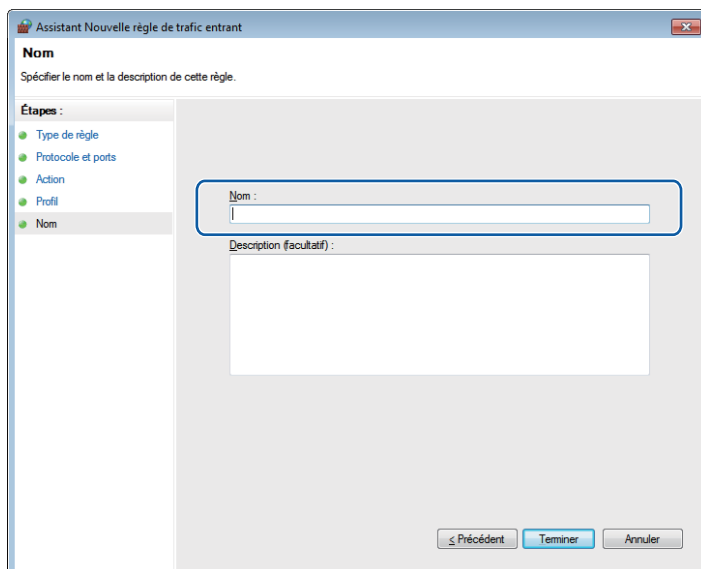 Assistant Nouvelle règle de trafic entrant
Nom
Spécifier le nom et la description de cette règle.
Étapes :
Type de règle
Protocole et ports
Action
Profil
Nom
Nom :
Description (facultatif) :
< Précédent
Terminer
Annuler